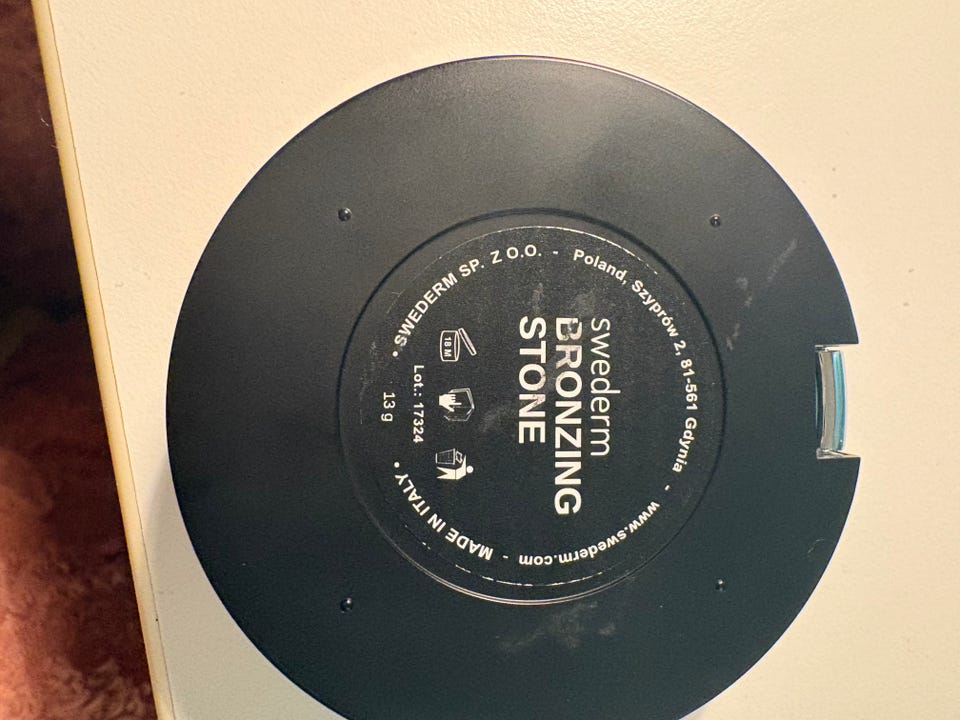 swederm
BRONZING
STONE
18 M
Lot.: 17324
13 g
• SWEDERM SP. Z O.O. - Poland, Szyprów 2, 81-561 Gdynia - www.swederm.com - MADE IN ITALY •